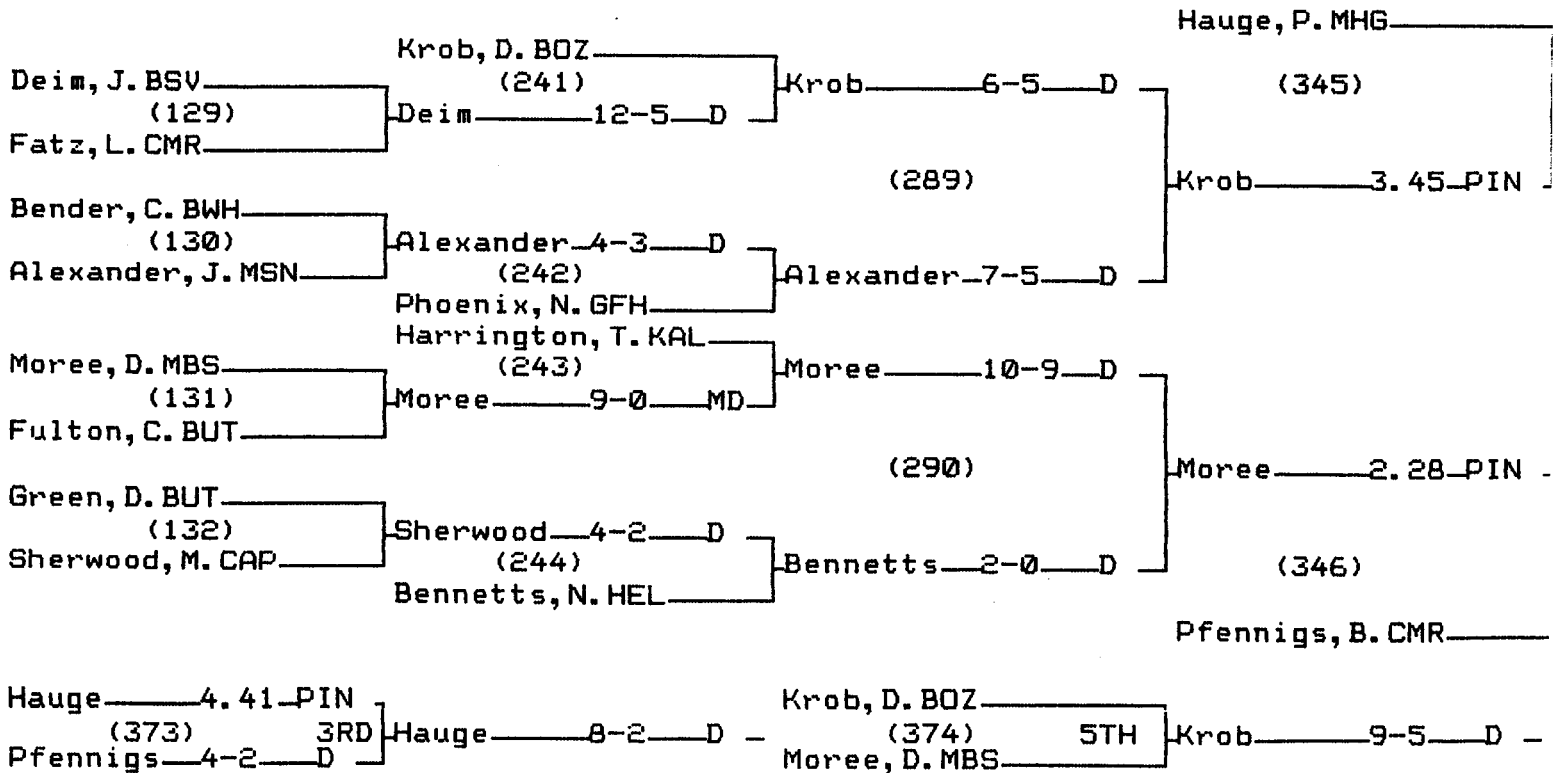 Hauge, P. MHG
Krob, D. BOZ
Deim, J. BSV (241) Krob 6-5 D (345)
(129) Deim 12-5 D
Fatz, L. CMR
(289) Krob 3.45 PIN
Bender, C. BWH
(130) Alexander 4-3 D
Alexander, J. MSN (242) Alexander 7-5 D
Phoenix, N. GFH
Harrington, T. KAL
Moree, D. MBS (243) Moree 10-9 D
(131) Moree 9-0 MD
Fulton, C. BUT
(290) Moree 2.28 PIN
Green, D. BUT
(132) Sherwood 4-2 D
Sherwood, M. CAP (244) Bennetts 2-0 D (346)
Bennetts, N. HEL
Pfennigs, B. CMR
Hauge 4.41 PIN Krob, D. BOZ
(373) 3RD Hauge 8-2 D (374) 5TH Krob 9-5 D
Pfennigs 4-2 D Moree, D. MBS